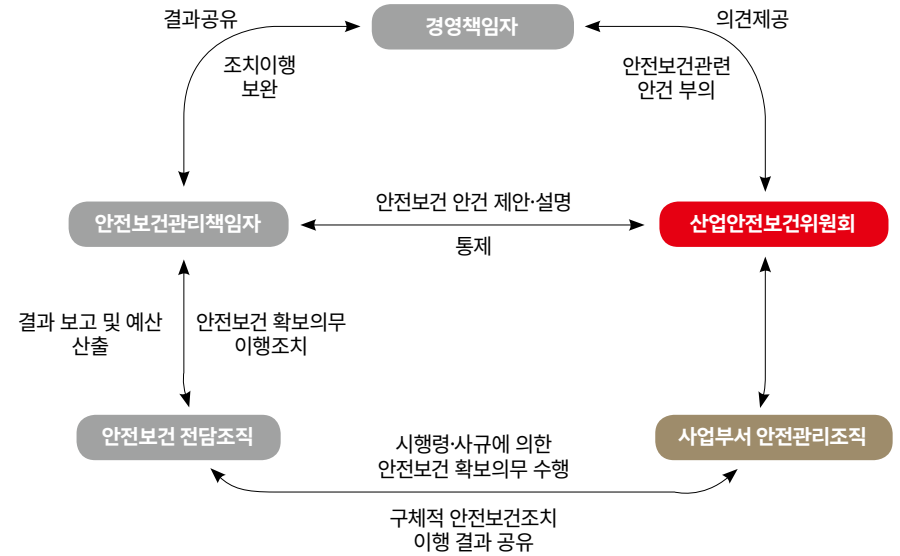 결과공유
경영책임자
의견제공
조치이행
보완
안전보건관련
안건 부의
안전보건관리책임자
안전보건 안건 제안·설명
통제
산업안전보건위원회
결과 보고 및 예산
산출
안전보건 확보의무
이행조치
안전보건 전담조직
시행령·사규에 의한
안전보건 확보의무 수행
사업부서 안전관리조직
구체적 안전보건조치
이행 결과 공유